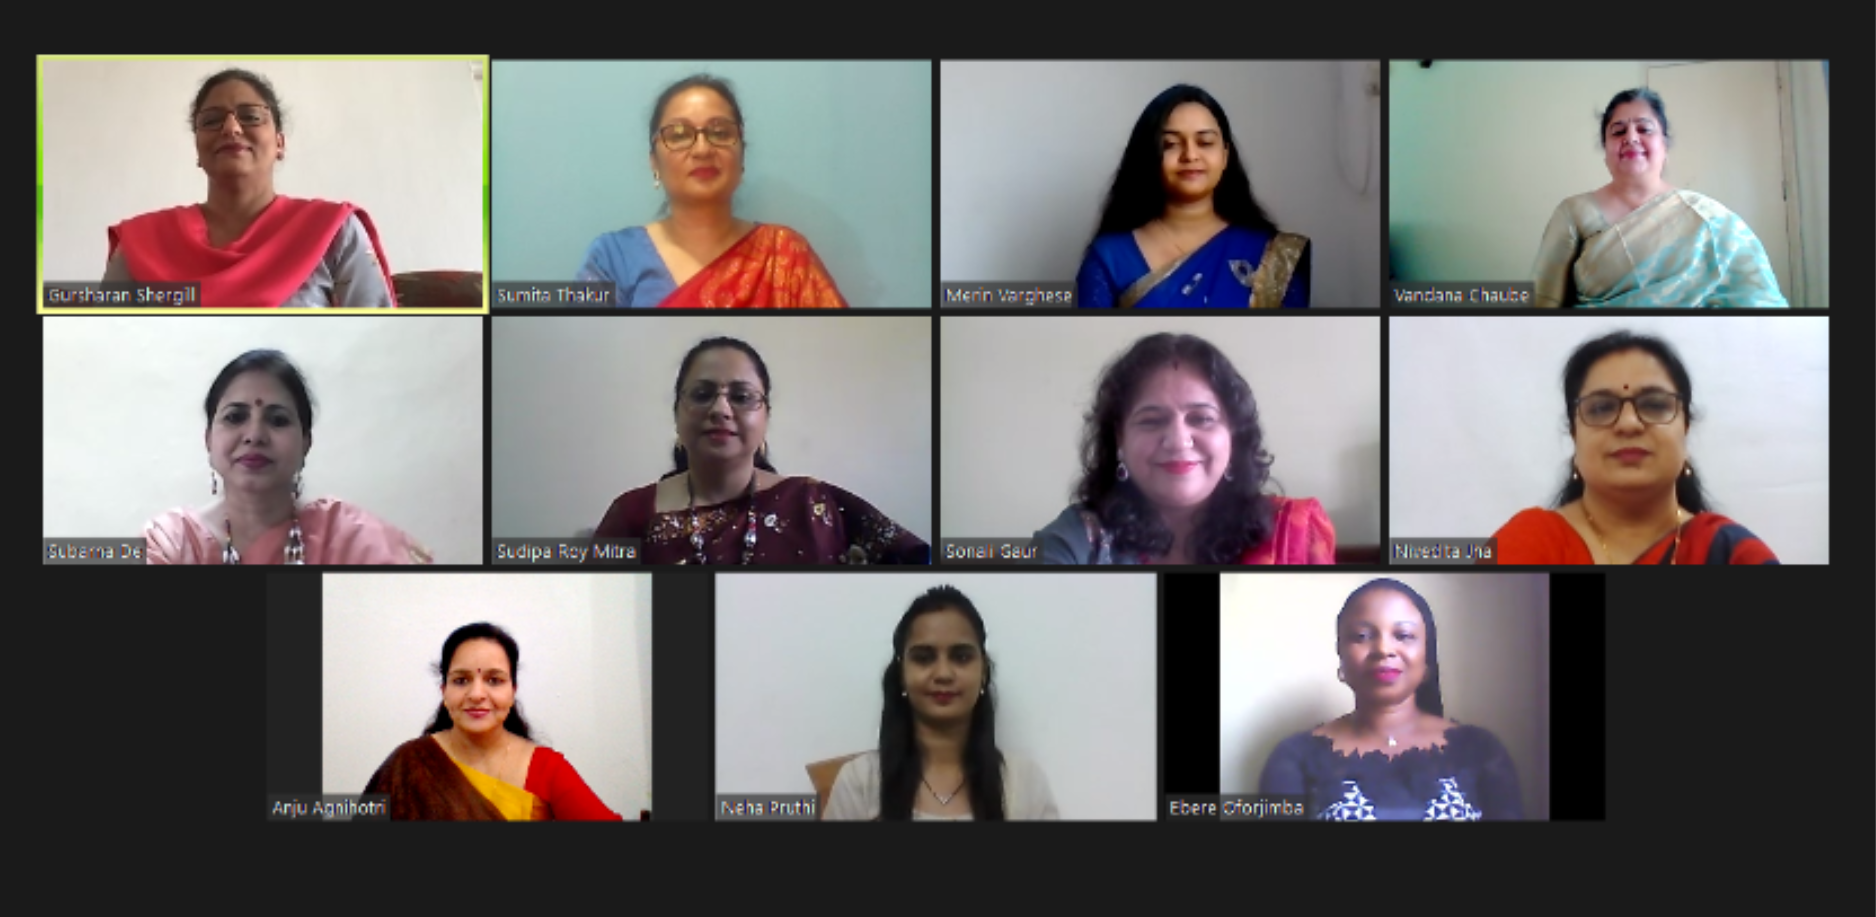 Gursharan Shergill
Sumita Thakur
Merin Varghese
Vandana Chaube
Subarna De
Sudipa Roy Mitra
Sonali Gaur
Nivedita Jha
Anju Agnihotri
Neha Pruthi
Ebere Oforjimba